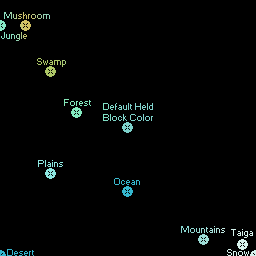 Mushroom
Jungle
Swamp
Forest
Default Held
Block Color
Plains
Ocean
Mountains
Taiga
Snow
Desert